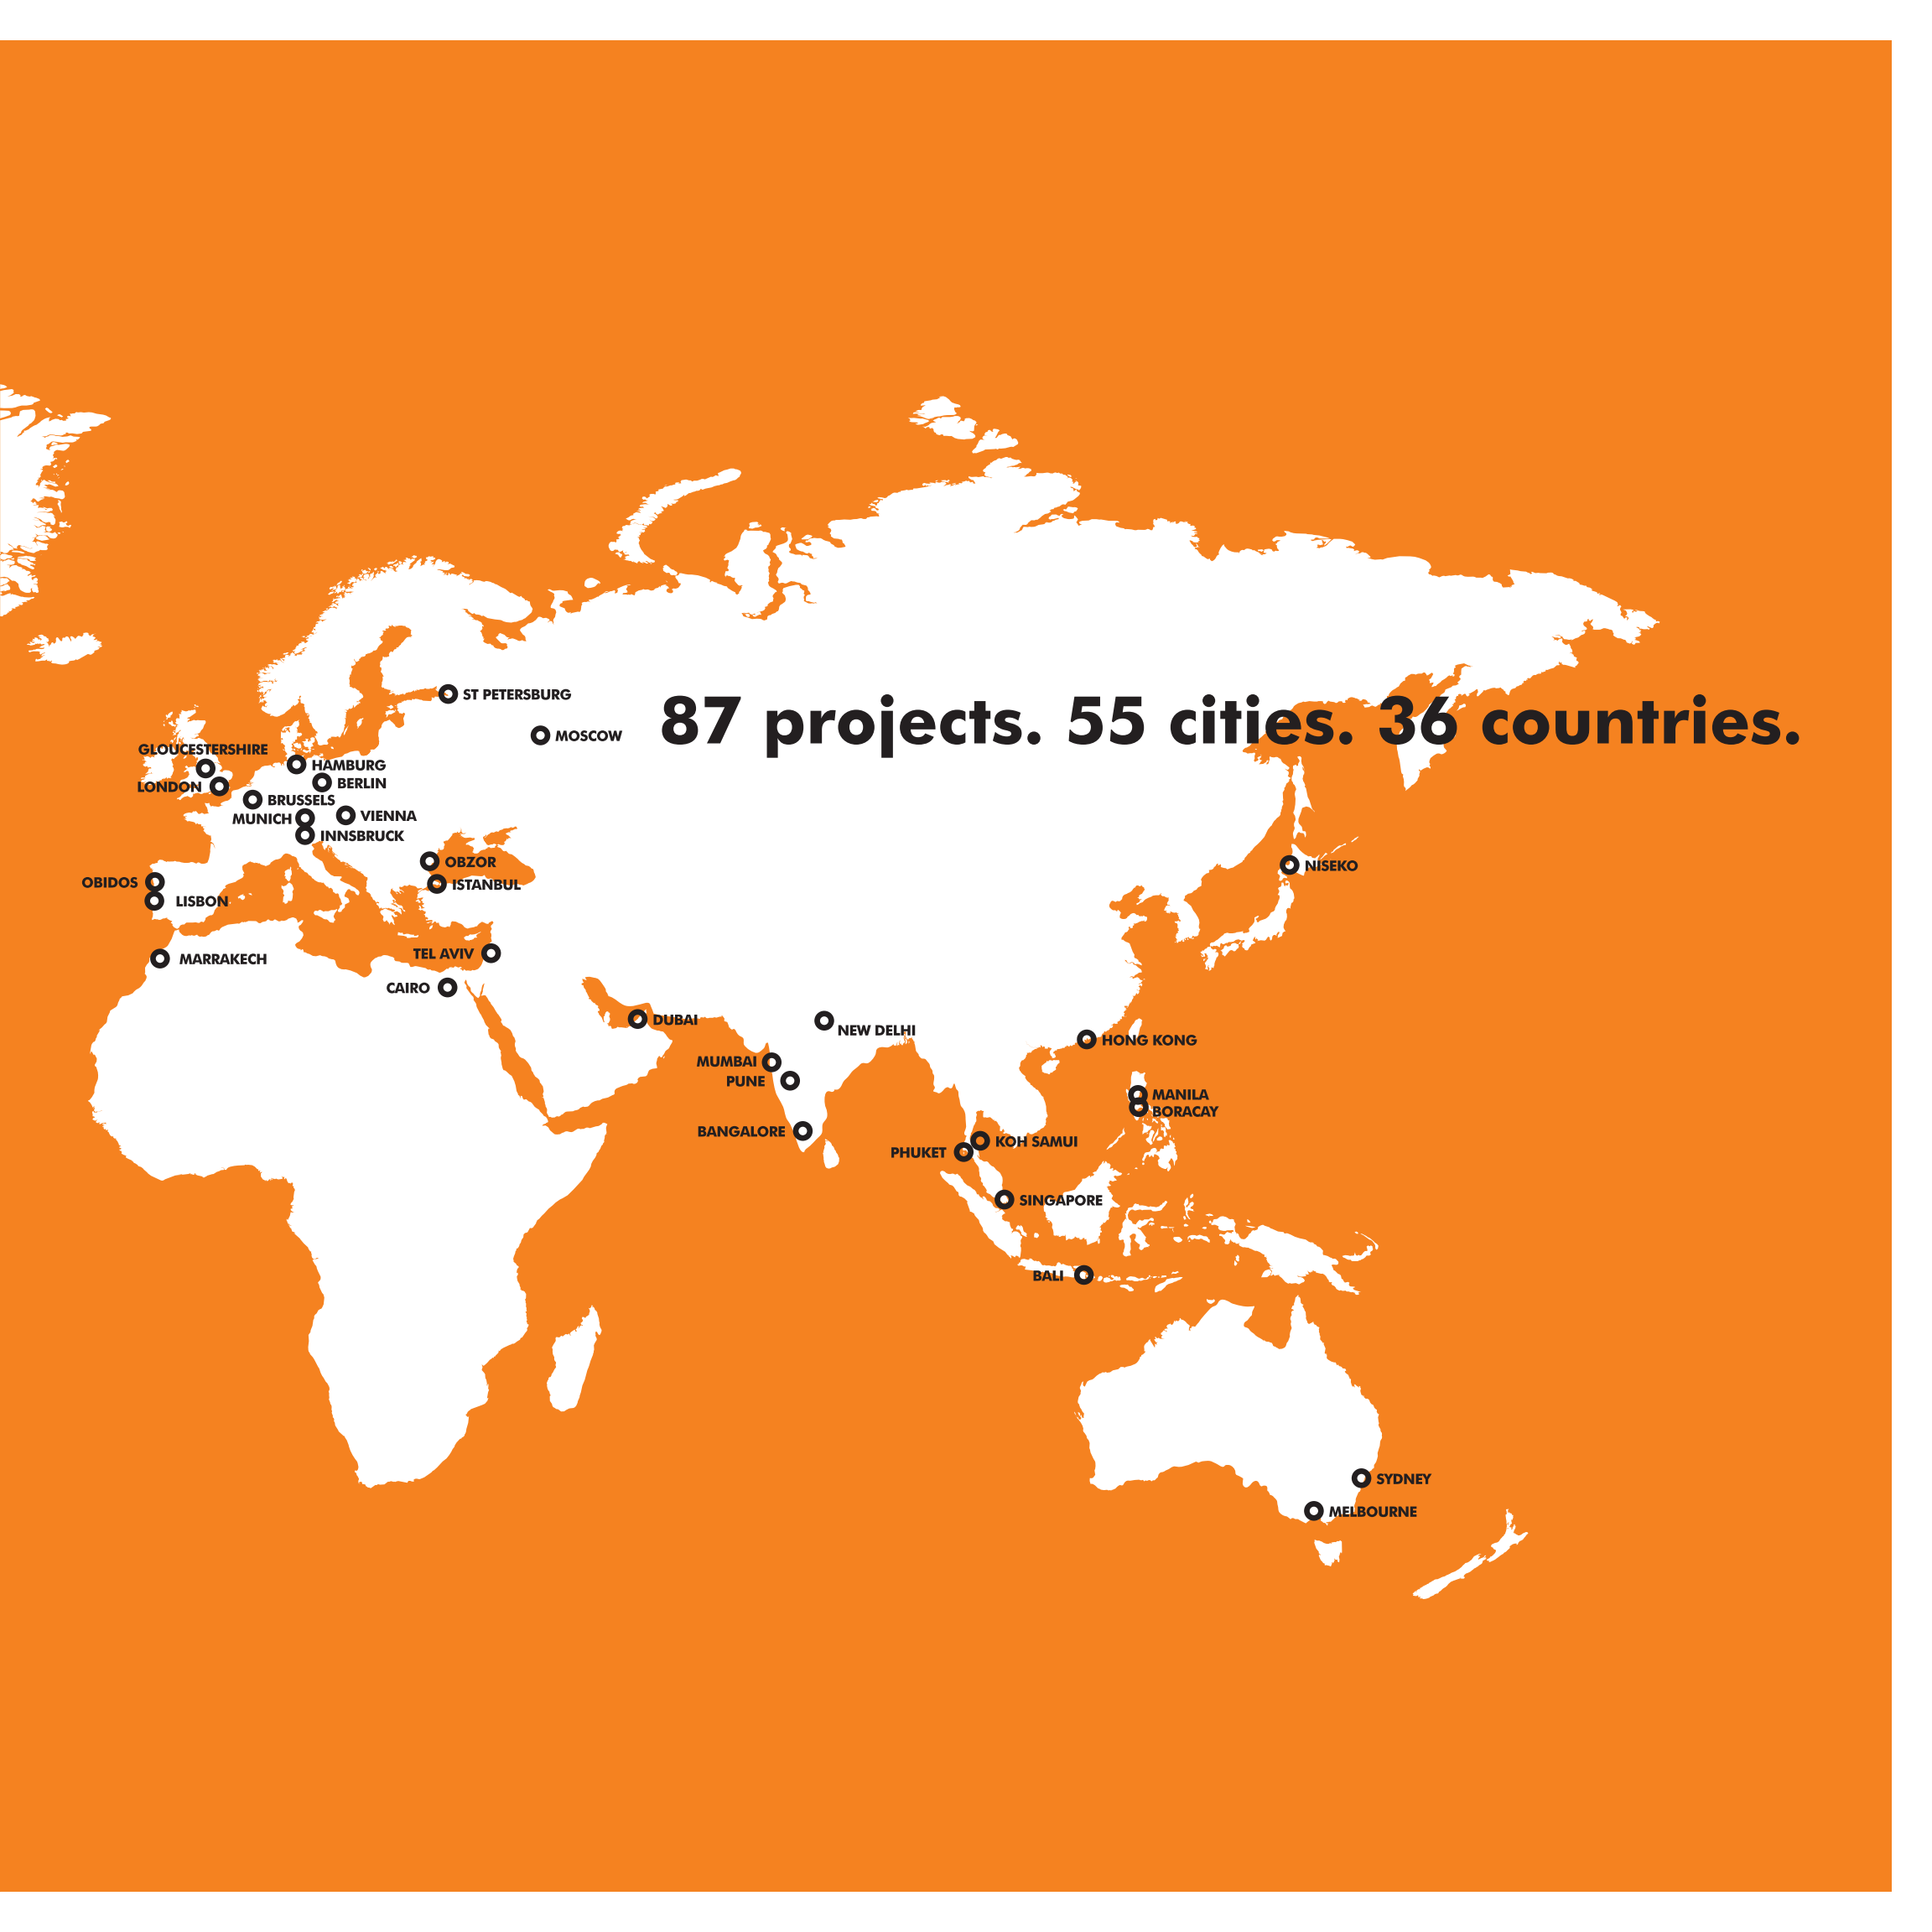 ST PETERSBURG
87 projects. 55 cities. 36 countries.
MOSCOW
GLOUCESTERSHIRE
HAMBURG
BERLIN
LONDON
BRUSSELS
VIENNA
MUNICH
INNSBRUCK
OBZOR
NISEKO
OBIDOS
ISTANBUL
LISBON
TEL AVIV
MARRAKECH
CAIRO
DUBAI
NEW DELHI
HONG KONG
MUMBAI
PUNE
MANILA
BORACAY
BANGALORE
KOH SAMUI
PHUKET
SINGAPORE
BALI
SYDNEY
MELBOURNE